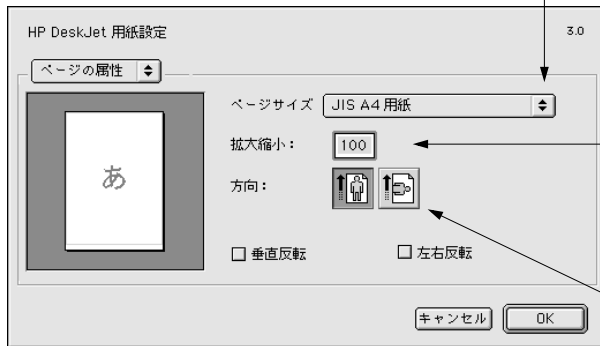 HP DeskJet 用紙設定
3.0
ページの属性
ページサイズ JIS A4 用紙
あ
拡大縮小： 100
方向：
垂直反転 左右反転
キャンセル OK